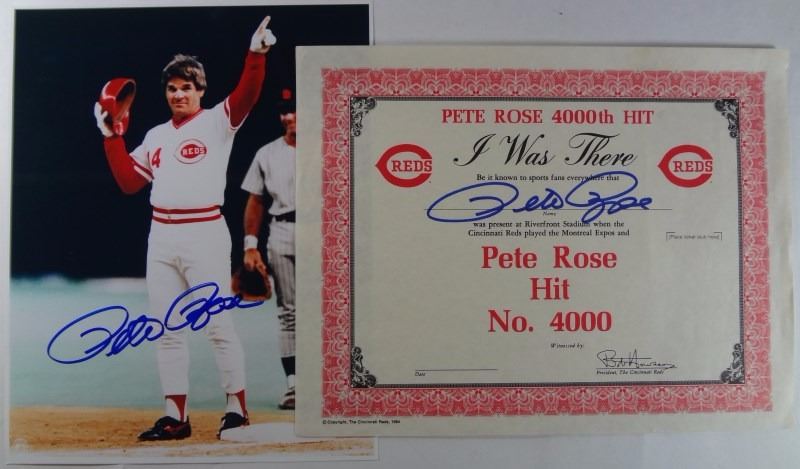 4
REDS
Pete Rose
PETE ROSE 4000th HIT
I Was There
REDS
REDS
Be it known to sports fans everywhere that
Pete Rose
Name
was present at Riverfront Stadium when the
Cincinnati Reds played the Montreal Expos and
(Place ticket stub here)
Pete Rose
Hit
No. 4000
Witnessed by:
Bob Howsam
Date
President, The Cincinnati Reds
© Copyright, The Cincinnati Reds, 1984